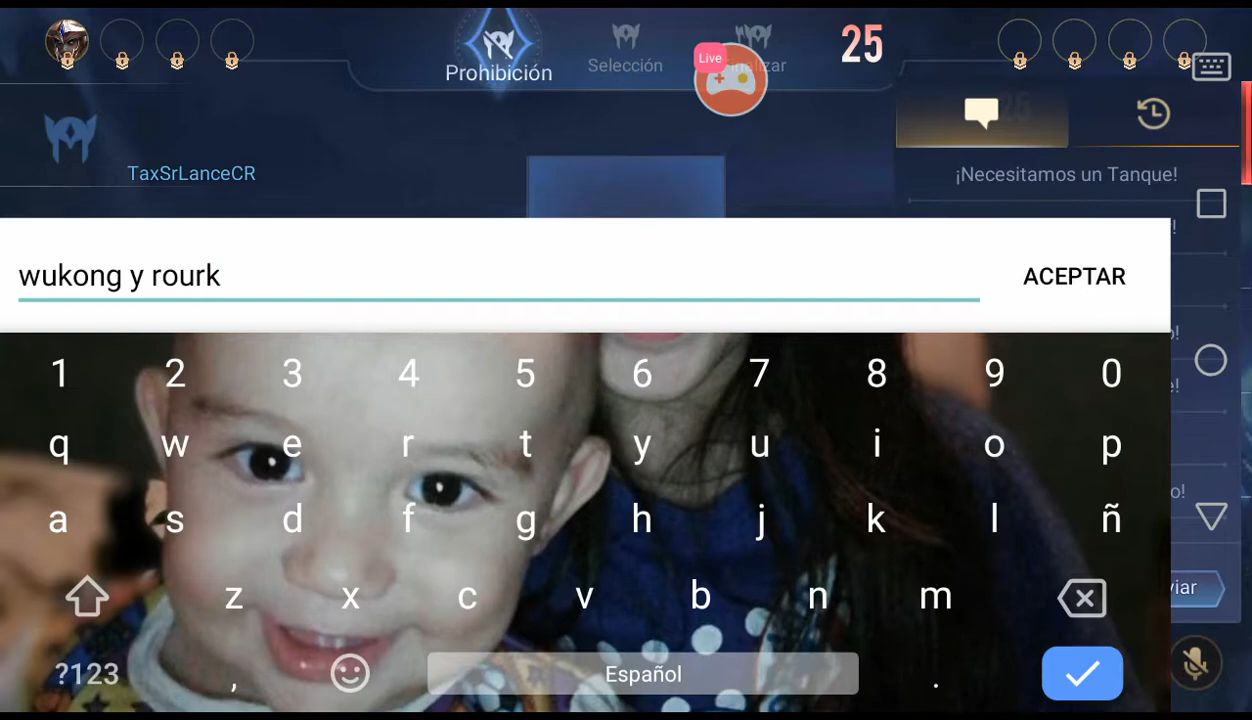 Prohibición
Selección
Live
25
TaxSrLanceCR
¡Necesitamos un Tanque!
wukong y rourk
ACEPTAR
1 2 3 4 5 6 7 8 9 0
q w e r t y u i o p
a s d f g h j k l ñ
z x c v b n m
?123 , Español .